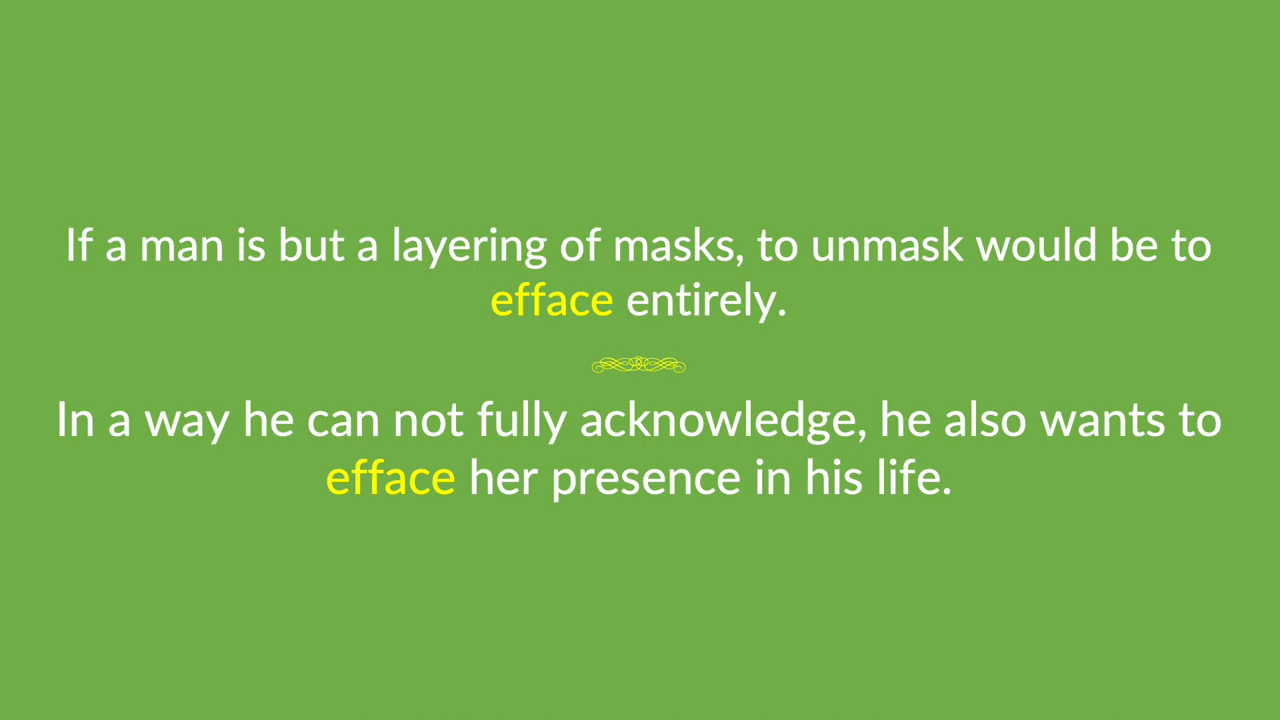 If a man is but a layering of masks, to unmask would be to
efface entirely.
In a way he can not fully acknowledge, he also wants to
efface her presence in his life.